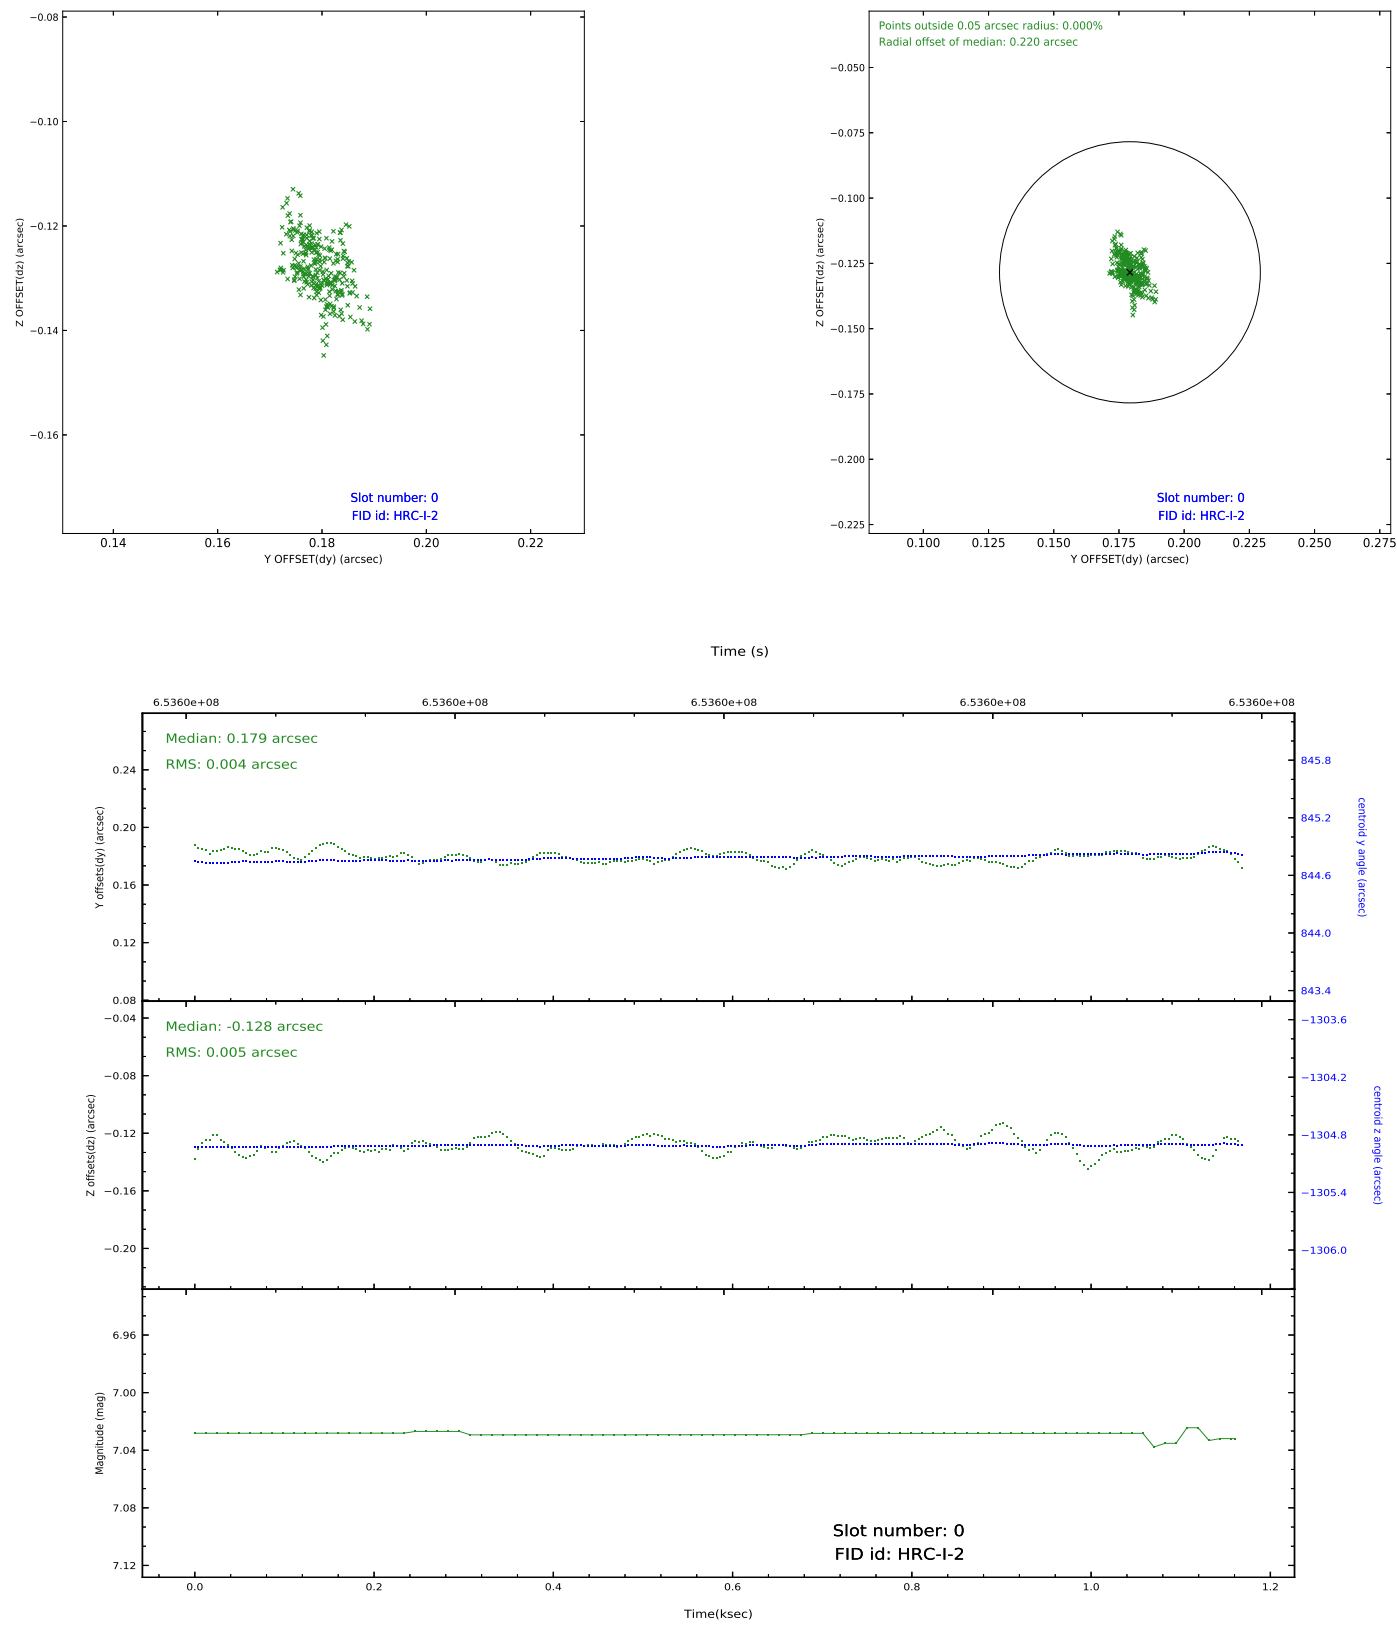 −0.08
−0.10
−0.12
−0.14
−0.16
Z OFFSET(dz) (arcsec)
Slot number: 0
FID id: HRC-I-2
0.14 0.16 0.18 0.20 0.22
Y OFFSET(dy) (arcsec)
Points outside 0.05 arcsec radius: 0.000%
Radial offset of median: 0.220 arcsec
−0.050
−0.075
−0.100
−0.125
−0.150
−0.175
−0.200
−0.225
Z OFFSET(dz) (arcsec)
Slot number: 0
FID id: HRC-I-2
0.100 0.125 0.150 0.175 0.200 0.225 0.250 0.275
Y OFFSET(dy) (arcsec)
Time (s)
6.5360e+08 6.5360e+08 6.5360e+08 6.5360e+08 6.5360e+08
Median: 0.179 arcsec
RMS: 0.004 arcsec
0.24
0.20
0.16
0.12
0.08
Y offsets(dy) (arcsec)
845.8
845.2
844.6
844.0
843.4
centroid y angle (arcsec)
Median: -0.128 arcsec
RMS: 0.005 arcsec
−0.04
−0.08
−0.12
−0.16
−0.20
Z offsets(dz) (arcsec)
−1303.6
−1304.2
−1304.8
−1305.4
−1306.0
centroid z angle (arcsec)
6.96
7.00
7.04
7.08
7.12
Magnitude (mag)
Slot number: 0
FID id: HRC-I-2
0.0 0.2 0.4 0.6 0.8 1.0 1.2
Time(ksec)